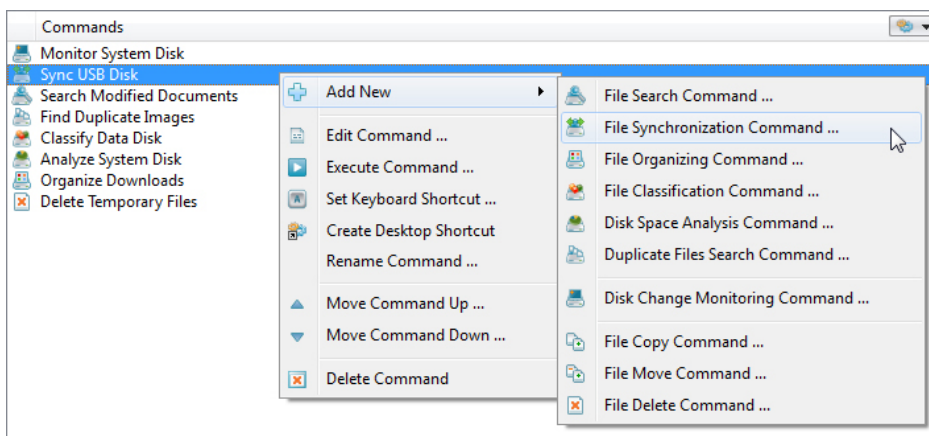 Commands
Monitor System Disk
Sync USB Disk
Search Modified Documents
Find Duplicate Images
Classify Data Disk
Analyze System Disk
Organize Downloads
Delete Temporary Files
Add New
Edit Command ...
Execute Command ...
Set Keyboard Shortcut ...
Create Desktop Shortcut
Rename Command ...
Move Command Up ...
Move Command Down ...
Delete Command
File Search Command ...
File Synchronization Command ...
File Organizing Command ...
File Classification Command ...
Disk Space Analysis Command ...
Duplicate Files Search Command ...
Disk Change Monitoring Command ...
File Copy Command ...
File Move Command ...
File Delete Command ...